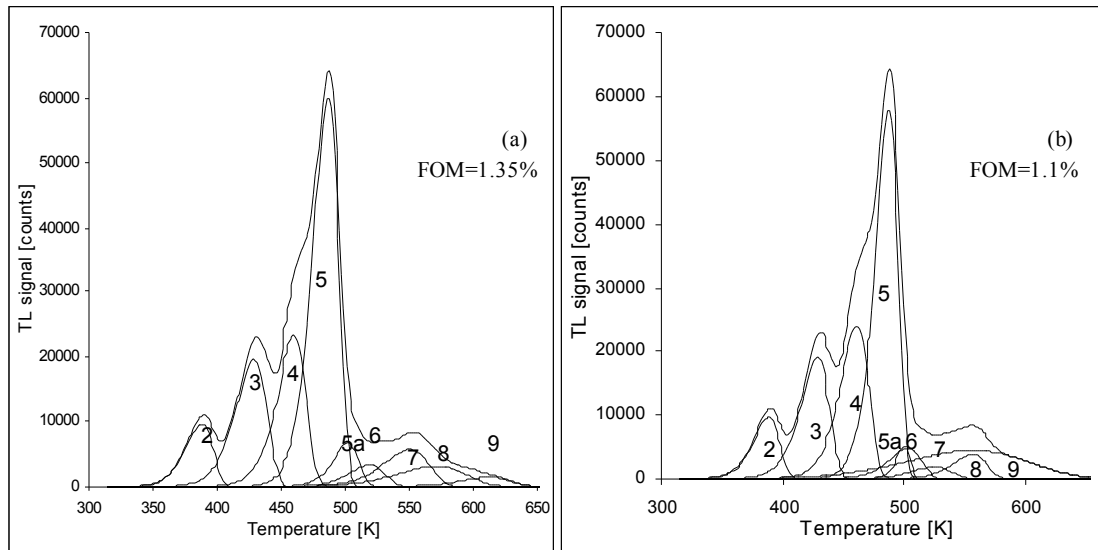 70000
60000
50000
40000
30000
20000
10000
0
TL signal [counts]
(a)
FOM=1.35%
2
3
4
5
5a
6
7
8
9
300 350 400 450 500 550 600 650
Temperature [K]
70000
60000
50000
40000
30000
20000
10000
0
TL signal [counts]
(b)
FOM=1.1%
2
3
4
5
5a
6
7
8
9
300 400 500 600
Temperature [K]